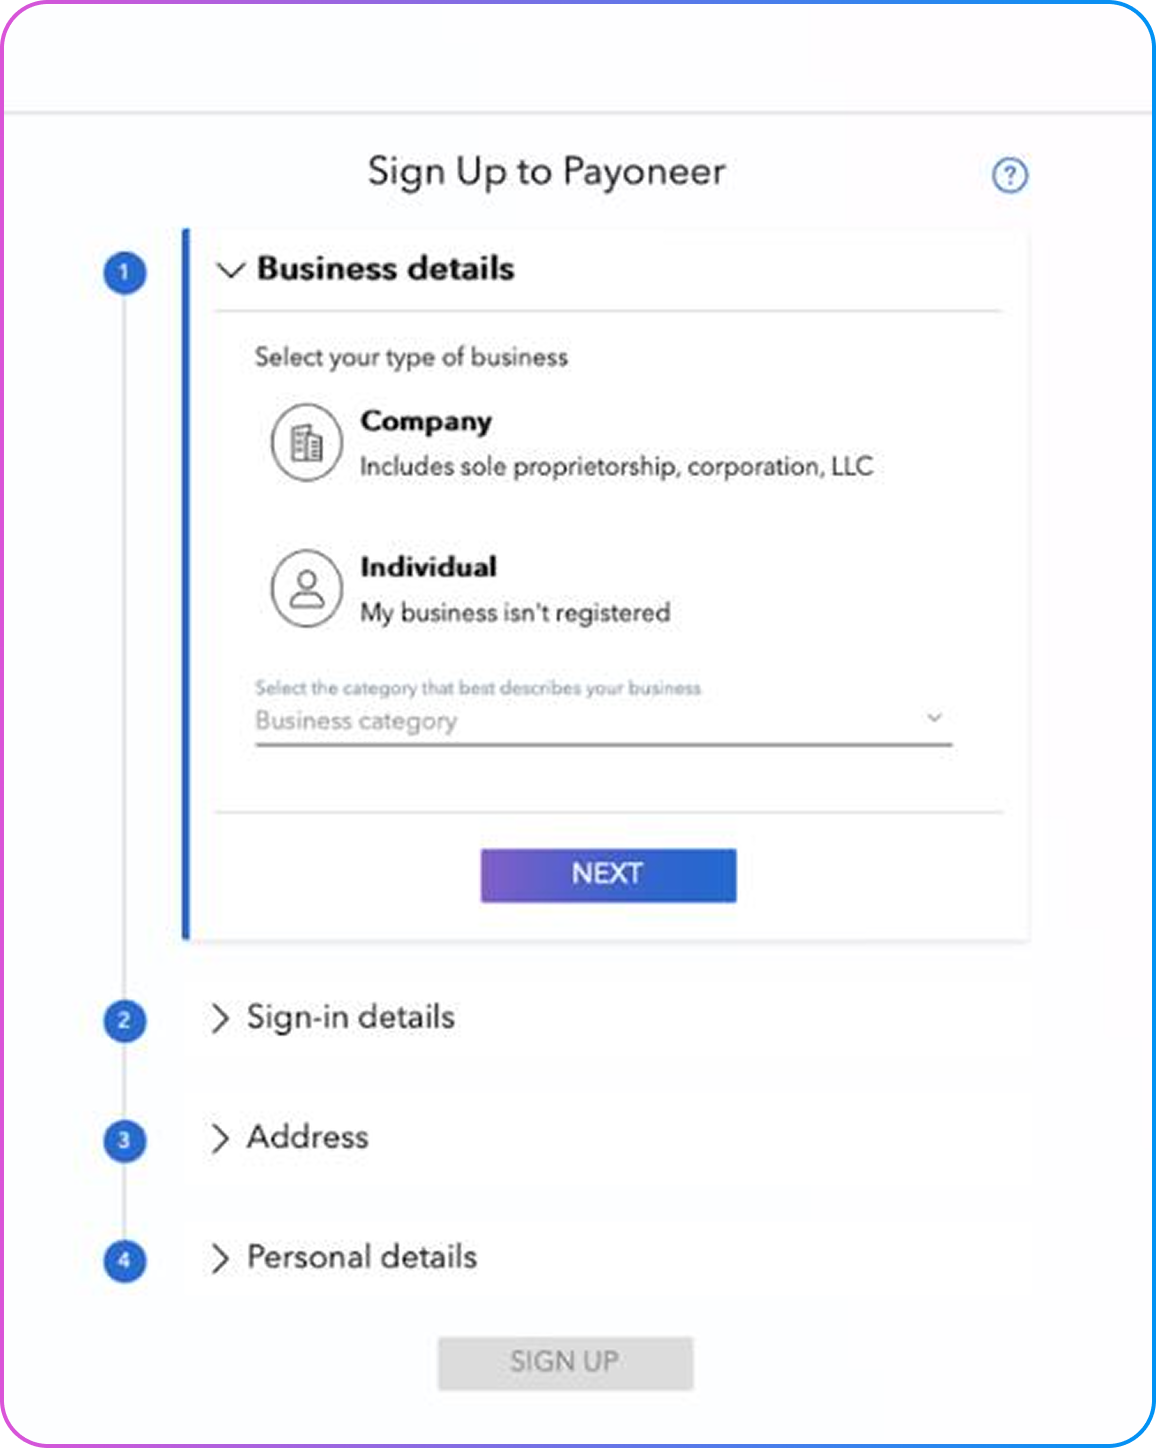 Sign Up to Payoneer
?
1
Business details
Select your type of business
Company
Includes sole proprietorship, corporation, LLC
Individual
My business isn't registered
Select the category that best describes your business
Business category
NEXT
2
Sign-in details
3
Address
4
Personal details
SIGN UP